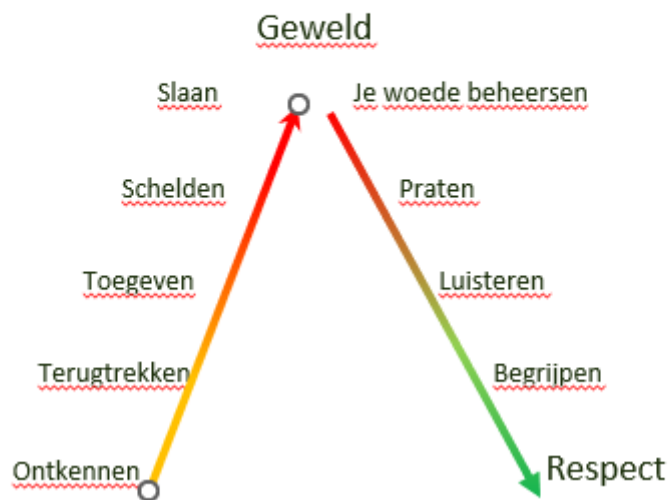 Geweld
Slaan
Je woede beheersen
Schelden
Praten
Toegeven
Luisteren
Terugtrekken
Begrijpen
Ontkennen
Respect